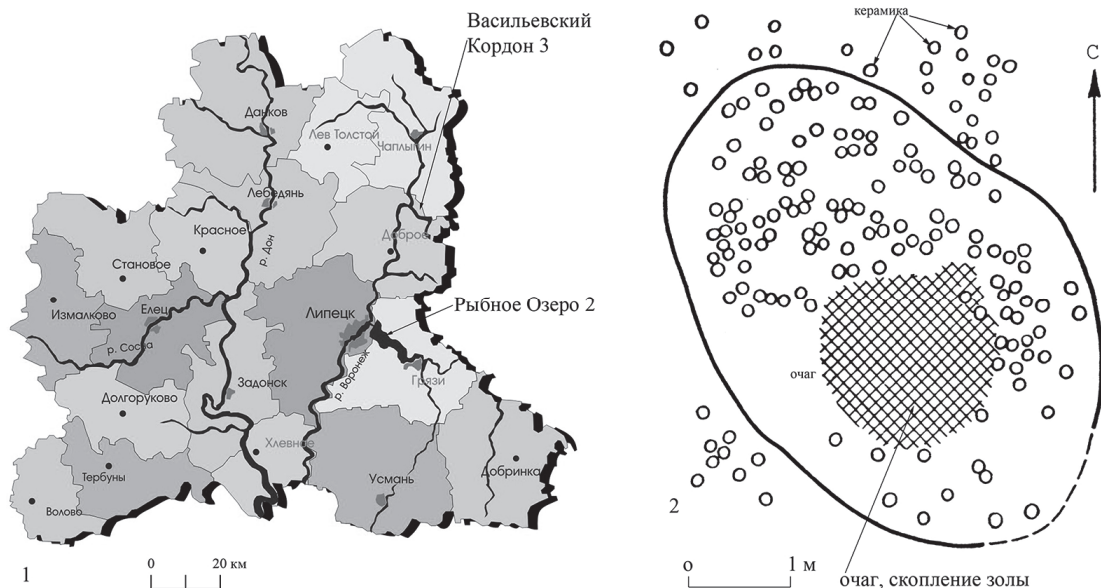 Васильевский
Кордон 3
Данков
Лев Толстой
Чаплыгин
Лебедянь
Красное
р. Дон
Доброе
Становое
Измалково
Елец
Липецк
Рыбное Озеро 2
р. Сосна
р. Воронеж
Грязи
Задонск
Долгоруково
Хлевное
Тербуны
Усмань
Добринка
Волово
0 20 км
1
керамика
С
очаг
2
о 1 м
очаг, скопление золы